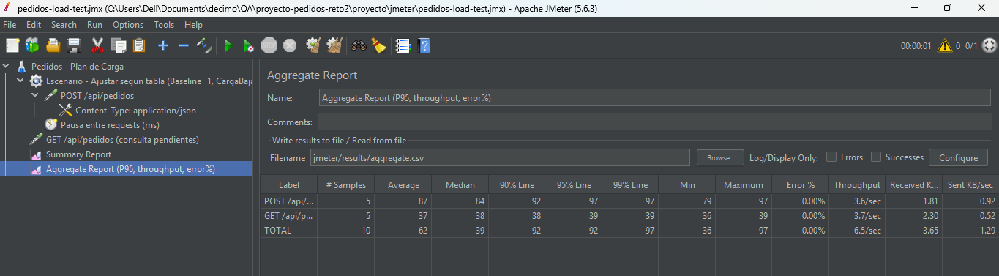 pedidos-load-test.jmx (C:\Users\Dell\Documents\decimo\QA\proyecto-pedidos-reto2\proyecto\jmeter\pedidos-load-test.jmx) - Apache JMeter (5.6.3)
File Edit Search Run Options Tools Help
STOP 00:00:01 0 0/1
Pedidos - Plan de Carga
Escenario - Ajustar segun tabla (Baseline=1, CargaBaja
POST /api/pedidos
Content-Type: application/json
Pausa entre requests (ms)
GET /api/pedidos (consulta pendientes)
Summary Report
Aggregate Report (P95, throughput, error%)
Aggregate Report
Name: Aggregate Report (P95, throughput, error%)
Comments:
Write results to file / Read from file
Filename jmeter/results/aggregate.csv Browse... Log/Display Only: Errors Successes Configure
Label # Samples Average Median 90% Line 95% Line 99% Line Min Maximum Error % Throughput Received K... Sent KB/sec
POST /api/... 5 87 84 92 97 97 79 97 0.00% 3.6/sec 1.81 0.92
GET /api/p... 5 37 38 38 39 39 36 39 0.00% 3.7/sec 2.30 0.52
TOTAL 10 62 39 92 92 97 36 97 0.00% 6.5/sec 3.65 1.29